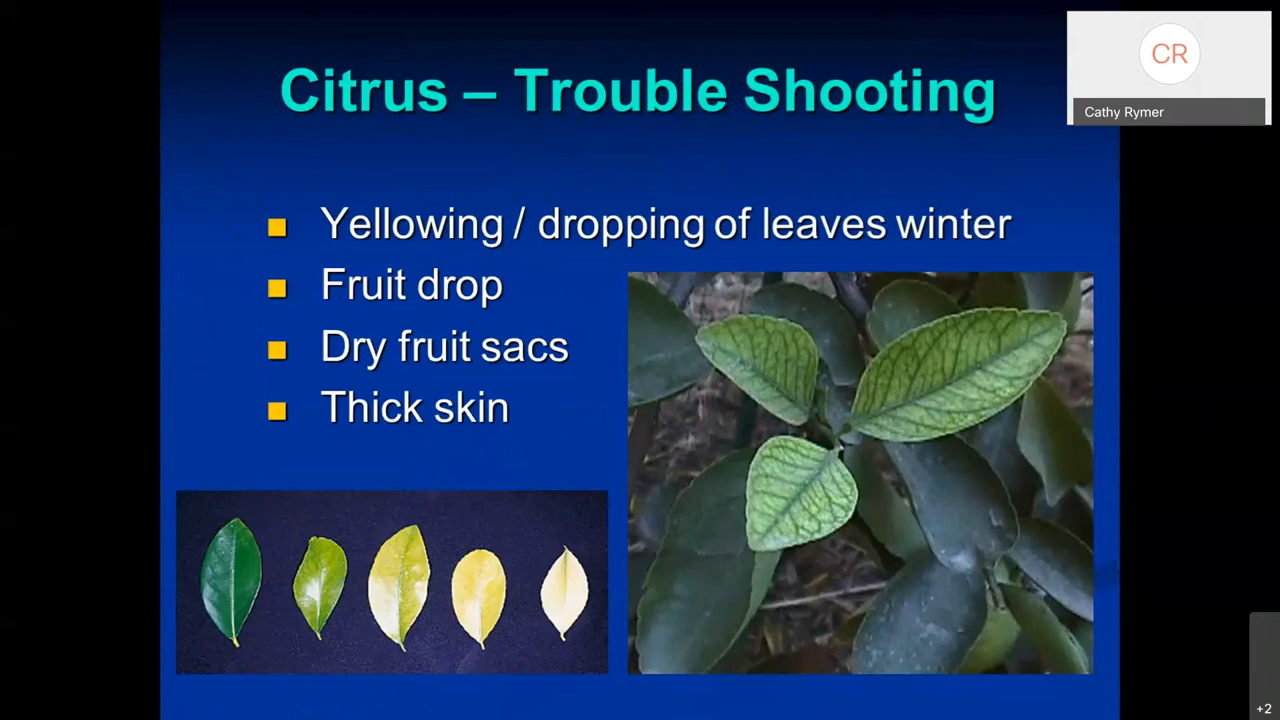 Citrus – Trouble Shooting
CR
Cathy Rymer
Yellowing / dropping of leaves winter
Fruit drop
Dry fruit sacs
Thick skin
+2